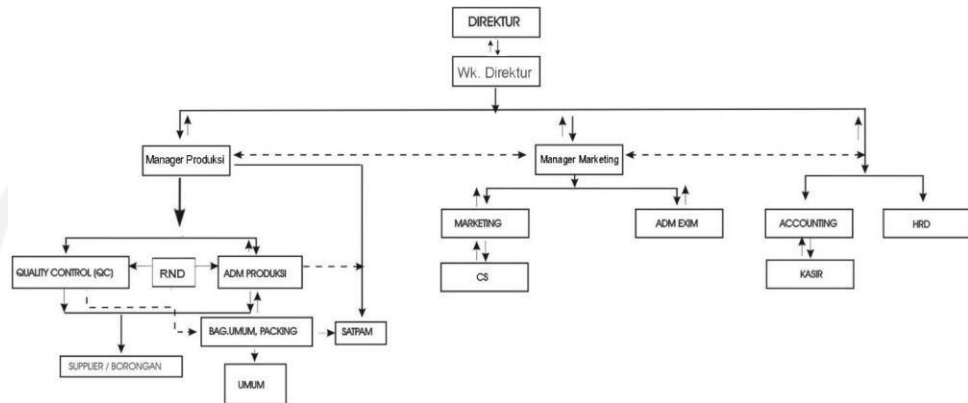 DIREKTUR
Wk. Direktur
Manager Produksi
Manager Marketing
MARKETING
ADM EXIM
ACCOUNTING
HRD
QUALITY CONTROL (QC)
RND
ADM PRODUKSI
CS
KASIR
BAG.UMUM, PACKING
SATPAM
SUPPLIER / BORONGAN
UMUM